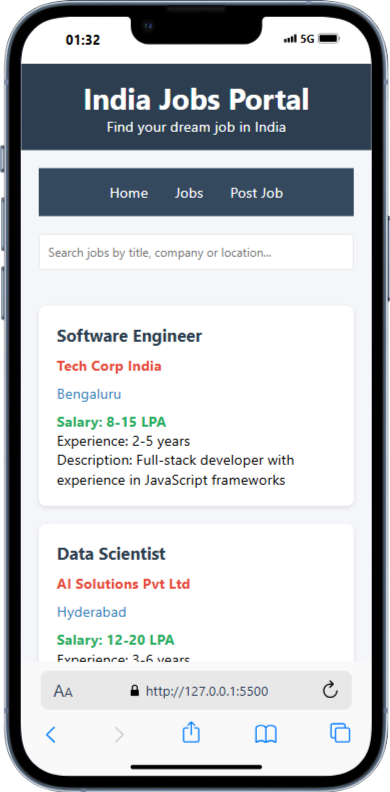 01:32
5G
India Jobs Portal
Find your dream job in India
Home Jobs Post Job
Search jobs by title, company or location...
Software Engineer
Tech Corp India
Bengaluru
Salary: 8-15 LPA
Experience: 2-5 years
Description: Full-stack developer with
experience in JavaScript frameworks
Data Scientist
AI Solutions Pvt Ltd
Hyderabad
Salary: 12-20 LPA
Experience: 3-6 years
AA http://127.0.0.1:5500